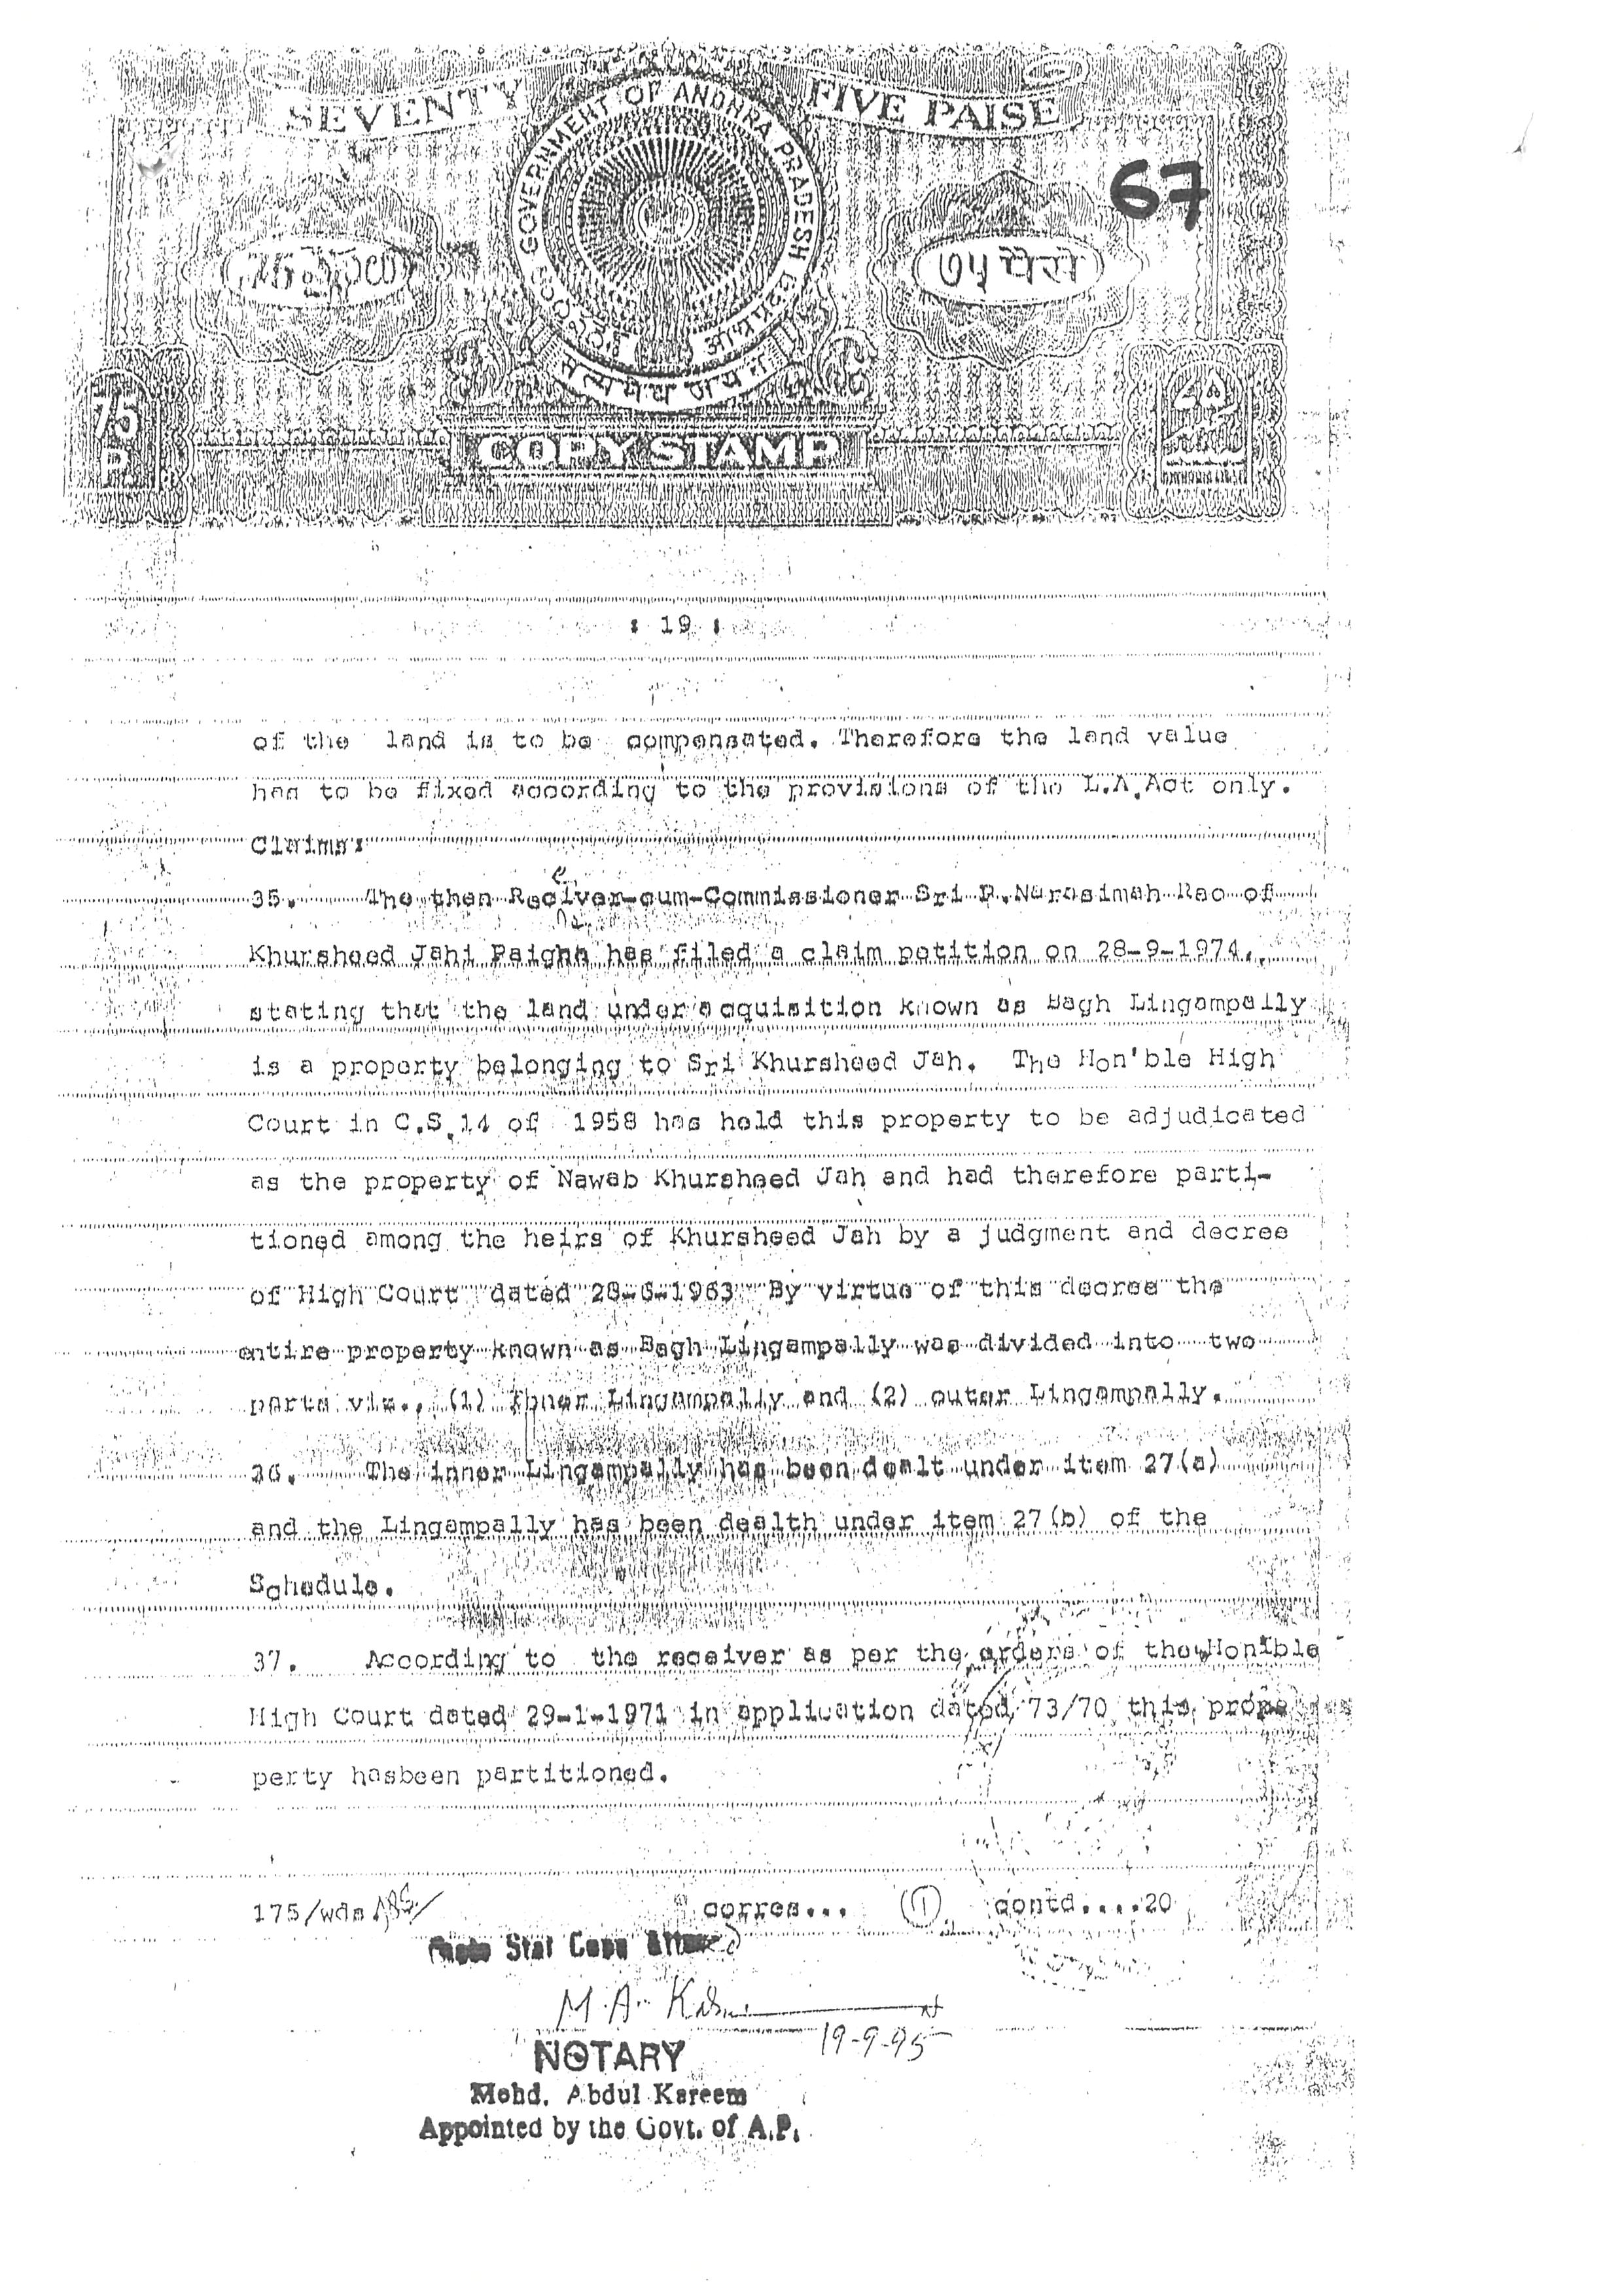 SEVENTY FIVE PAISE
GOVERNMENT OF ANDHRA PRADESH
67
७५ पैसे
सत्यमेव जयते
75
P
COPY STAMP
: 19 :
of the land is to be compensated. Therefore the land value
has to be fixed according to the provisions of the L.A.Act only.
Claims:
35. The then Receiver-cum-Commissioner Sri P.Narasimah Rao of
Khursheed Jahi Paigha has filed a claim petition on 28-9-1974.
stating that the land under acquisition known as Bagh Lingampally
is a property belonging to Sri Khursheed Jah. The Hon'ble High
Court in C.S.14 of 1958 has held this property to be adjudicated
as the property of Nawab Khursheed Jah and had therefore parti-
tioned among the heirs of Khursheed Jah by a judgment and decree
of High Court dated 28-6-1963 By virtue of this decree the
entire property known as Bagh Lingampally was divided into two
parts viz., (1) Inner Lingampally and (2) outer Lingampally.
36. The inner Lingampally has been dealt under item 27(a)
and the Lingampally has been dealth under item 27(b) of the
Schedule.
37. According to the receiver as per the orders of the Hon'ble
High Court dated 29-1-1971 in application dated 73/70 this prope
perty hasbeen partitioned.
175/wds
corres... (1) contd....20
Stat Copy
M.A. K
19-9-95
NOTARY
Mohd. Abdul Kareem
Appointed by the Govt. of A.P.